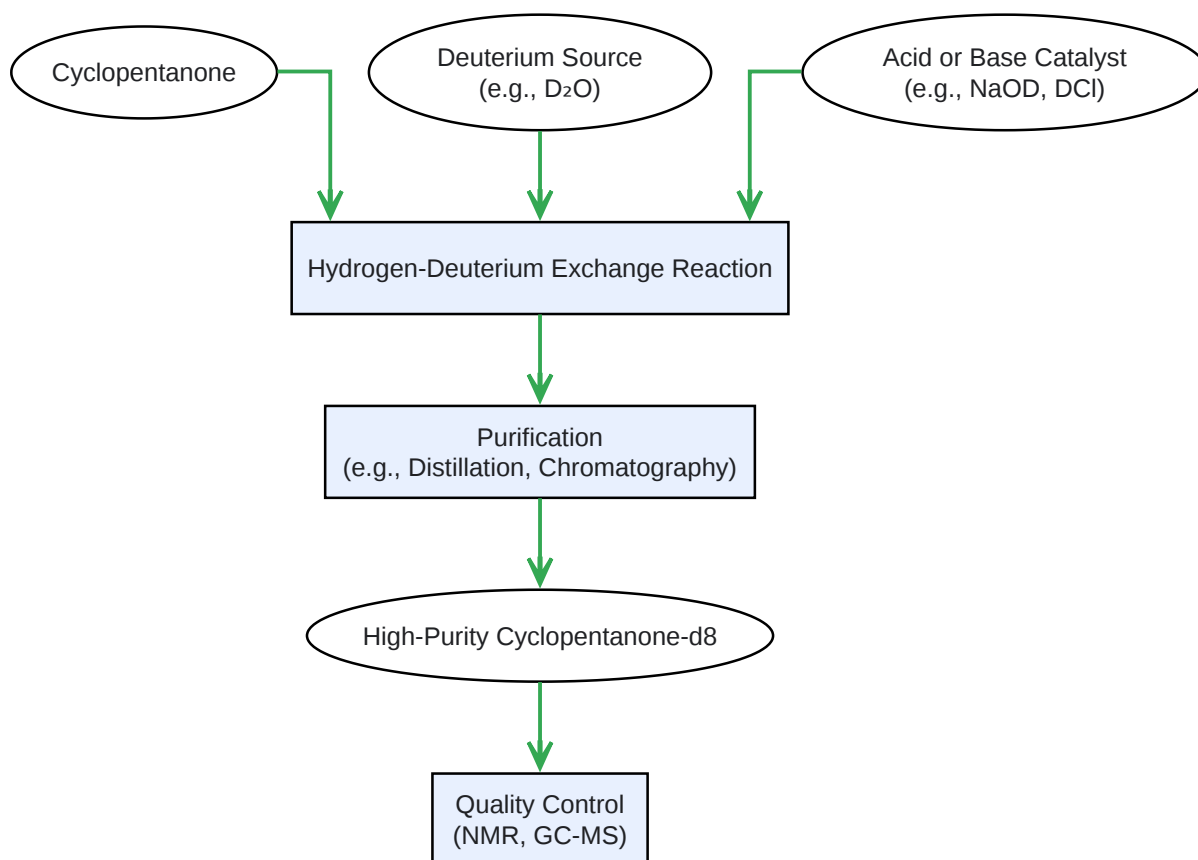 Cyclopentanone
Deuterium Source
(e.g., D₂O)
Acid or Base Catalyst
(e.g., NaOD, DCl)
Hydrogen-Deuterium Exchange Reaction
Purification
(e.g., Distillation, Chromatography)
High-Purity Cyclopentanone-d8
Quality Control
(NMR, GC-MS)